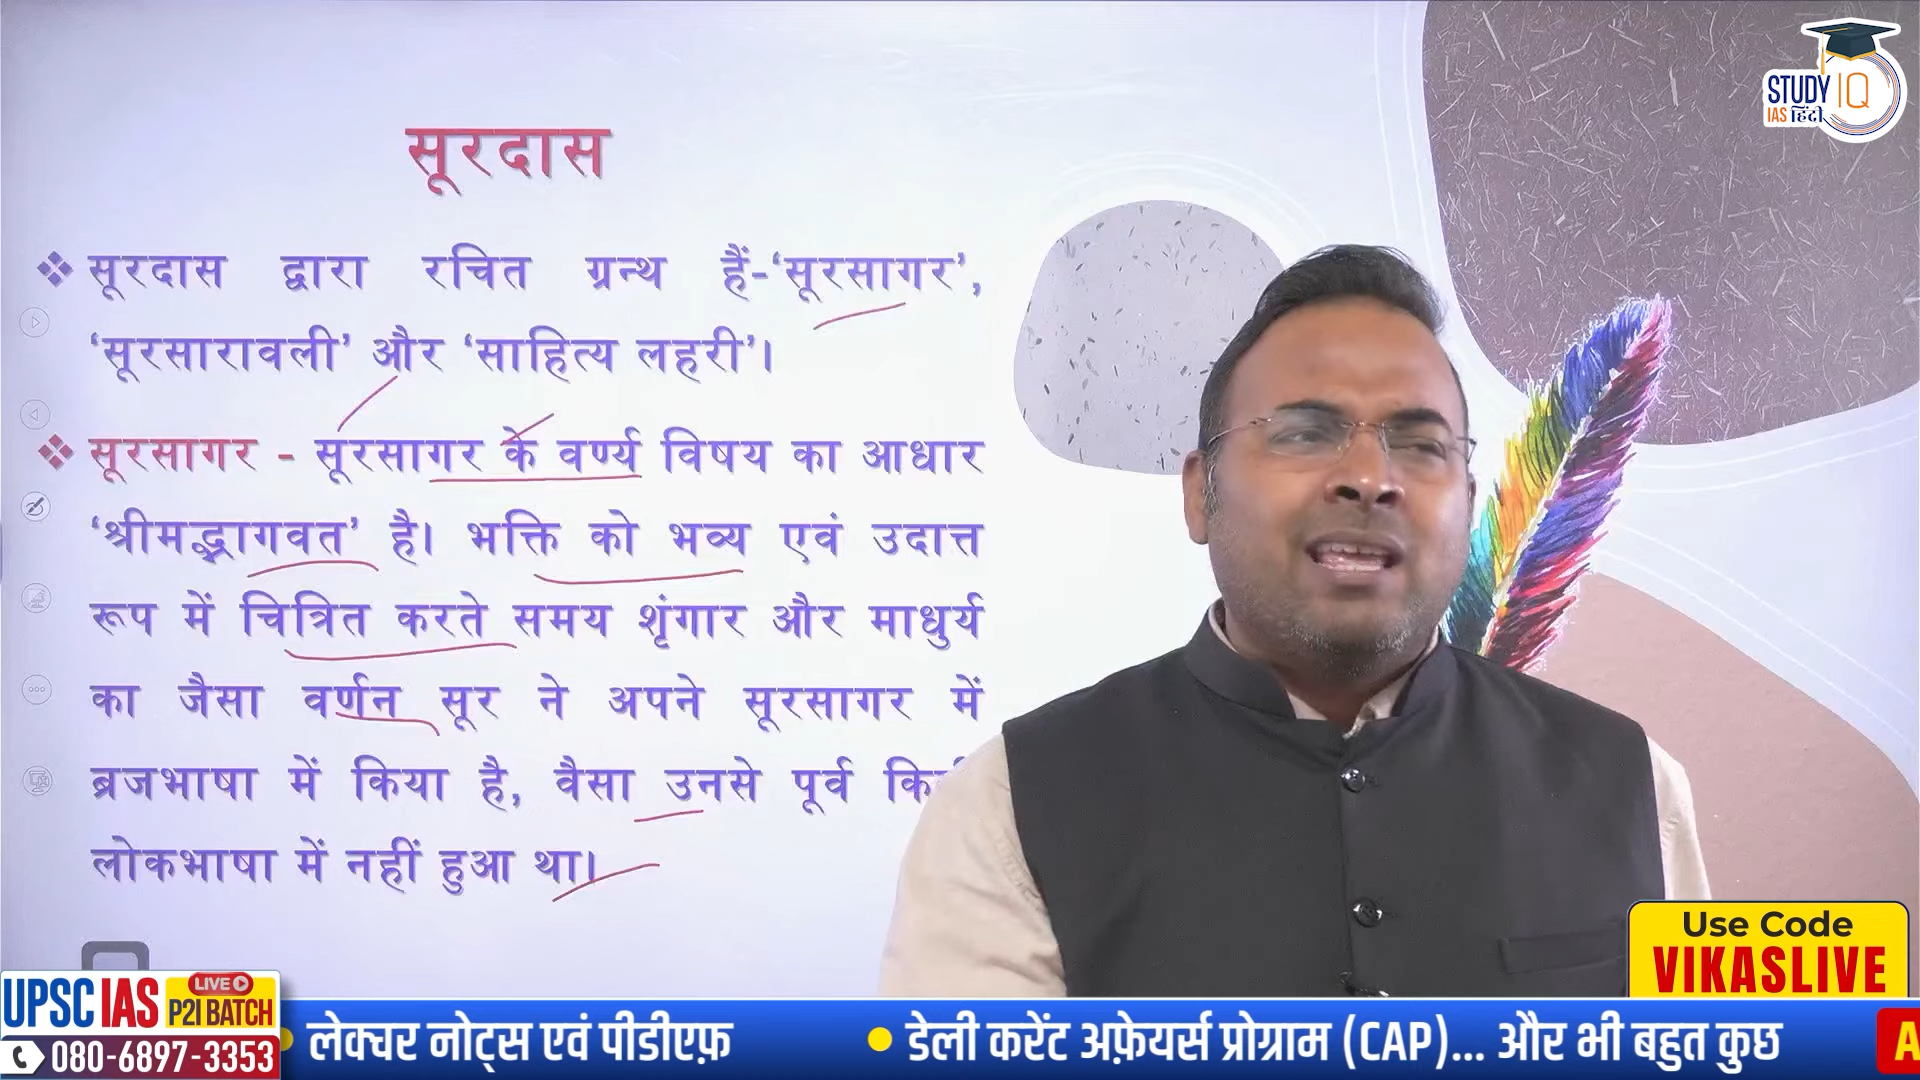 STUDY IQ
IAS हिंदी
सूरदास
❖ सूरदास द्वारा रचित ग्रन्थ हैं-‘सूरसागर’,
‘सूरसारावली’ और ‘साहित्य लहरी’।
❖ सूरसागर - सूरसागर के वर्ण्य विषय का आधार
‘श्रीमद्भागवत’ है। भक्ति को भव्य एवं उदात्त
रूप में चित्रित करते समय शृंगार और माधुर्य
का जैसा वर्णन सूर ने अपने सूरसागर में
ब्रजभाषा में किया है, वैसा उनसे पूर्व
लोकभाषा में नहीं हुआ था।
Use Code
VIKASLIVE
UPSC IAS LIVE P2I BATCH
080-6897-3353
• लेक्चर नोट्स एवं पीडीएफ़ • डेली करेंट अफ़ेयर्स प्रोग्राम (CAP)... और भी बहुत कुछ